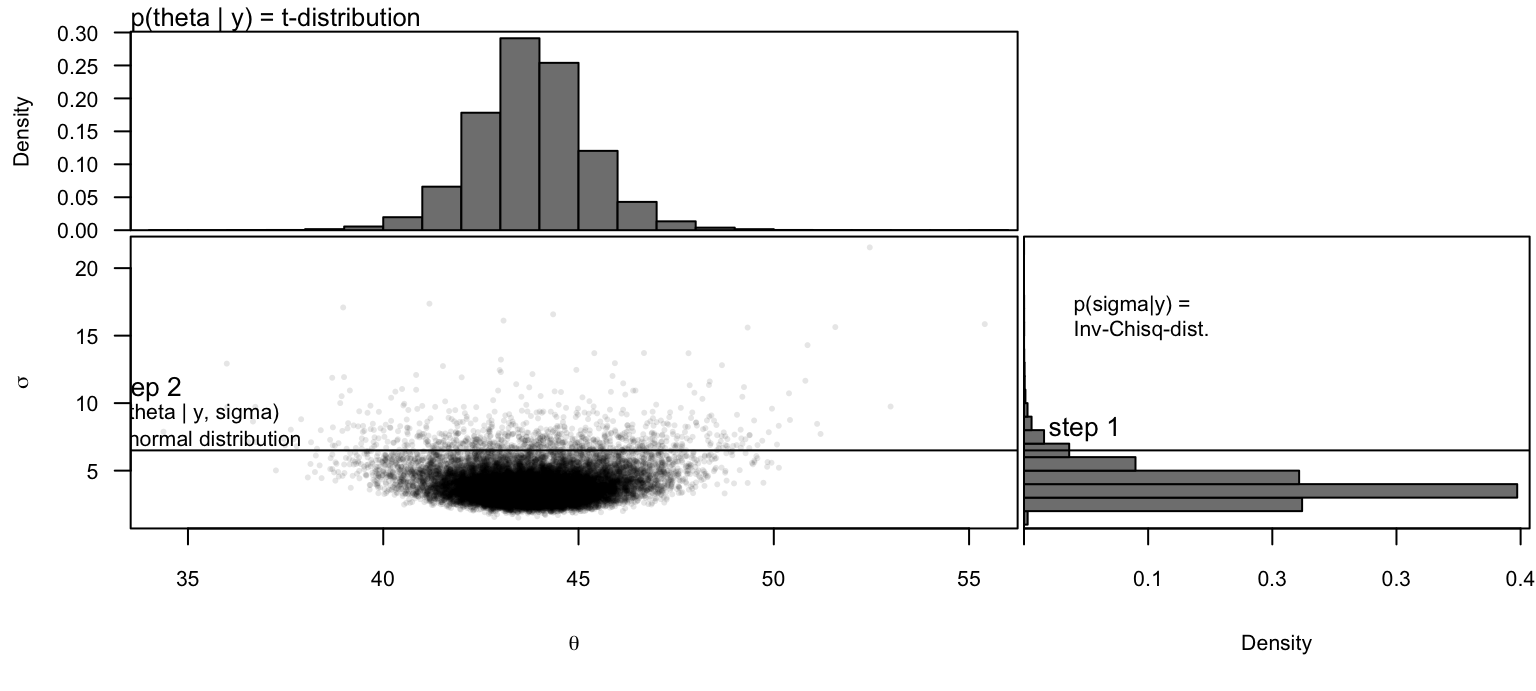 p(theta | y) = t-distribution
0.30
0.25
0.20
0.15
0.10
0.05
0.00
Density
20
15
10
5
σ
ep 2
theta | y, sigma)
normal distribution
p(sigma|y) =
Inv-Chisq-dist.
step 1
35 40 45 50 55
θ
0.1 0.3 0.3 0.4
Density